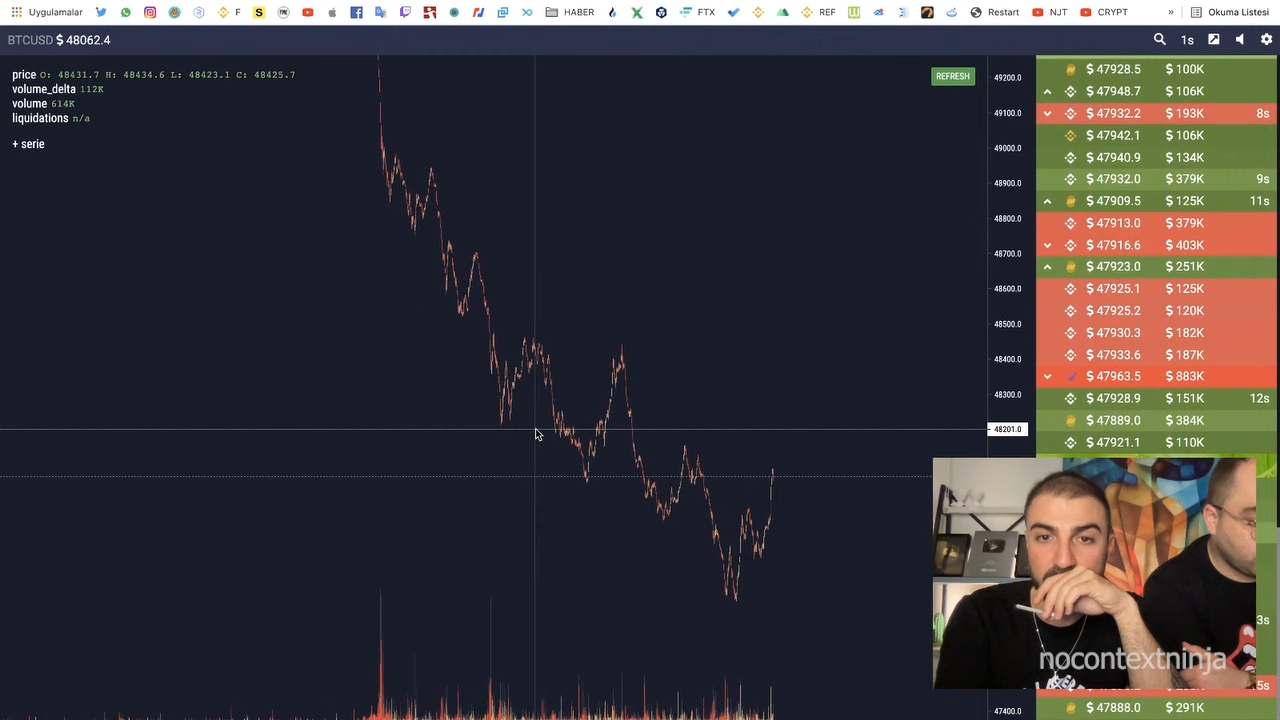 Uygulamalar
F
HABER
FTX
REF
Restart
NJT
CRYPT
»
Okuma Listesi
BTCUSD $ 48062.4
1s
price O: 48431.7 H: 48434.6 L: 48423.1 C: 48425.7
volume_delta 112K
volume 614K
liquidations n/a
+ serie
REFRESH
49200.0
49100.0
49000.0
48900.0
48800.0
48700.0
48600.0
48500.0
48400.0
48300.0
48201.0
47400.0
$ 47928.5 $ 100K
$ 47948.7 $ 106K
$ 47932.2 $ 193K 8s
$ 47942.1 $ 106K
$ 47940.9 $ 134K
$ 47932.0 $ 379K 9s
$ 47909.5 $ 125K 11s
$ 47913.0 $ 379K
$ 47916.6 $ 403K
$ 47923.0 $ 251K
$ 47925.1 $ 125K
$ 47925.2 $ 120K
$ 47930.3 $ 182K
$ 47933.6 $ 187K
$ 47963.5 $ 883K
$ 47928.9 $ 151K 12s
$ 47889.0 $ 384K
$ 47921.1 $ 110K
3s
nocontextninja
5s
$ 47888.0 $ 291K